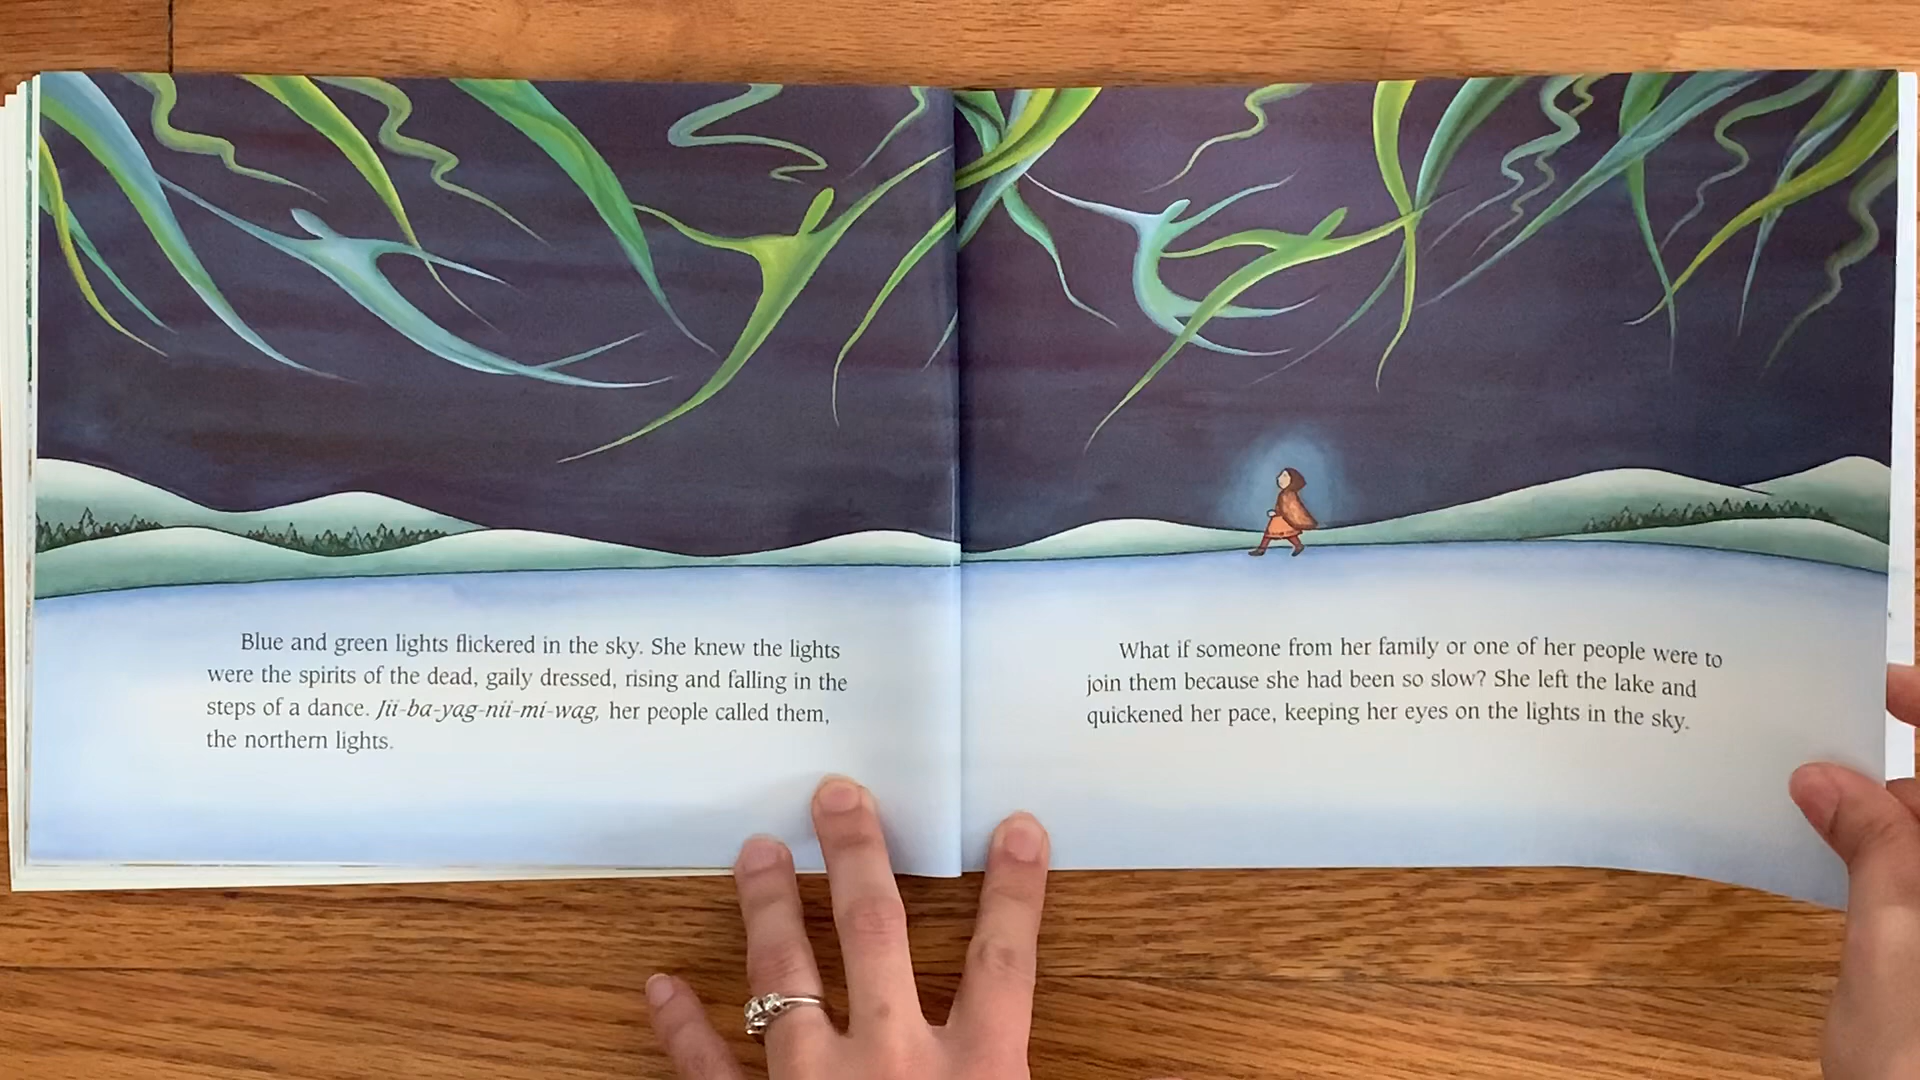 Blue and green lights flickered in the sky. She knew the lights
were the spirits of the dead, gaily dressed, rising and falling in the
steps of a dance. Jii-ba-yag-nii-mi-wag, her people called them,
the northern lights.
What if someone from her family or one of her people were to
join them because she had been so slow? She left the lake and
quickened her pace, keeping her eyes on the lights in the sky.